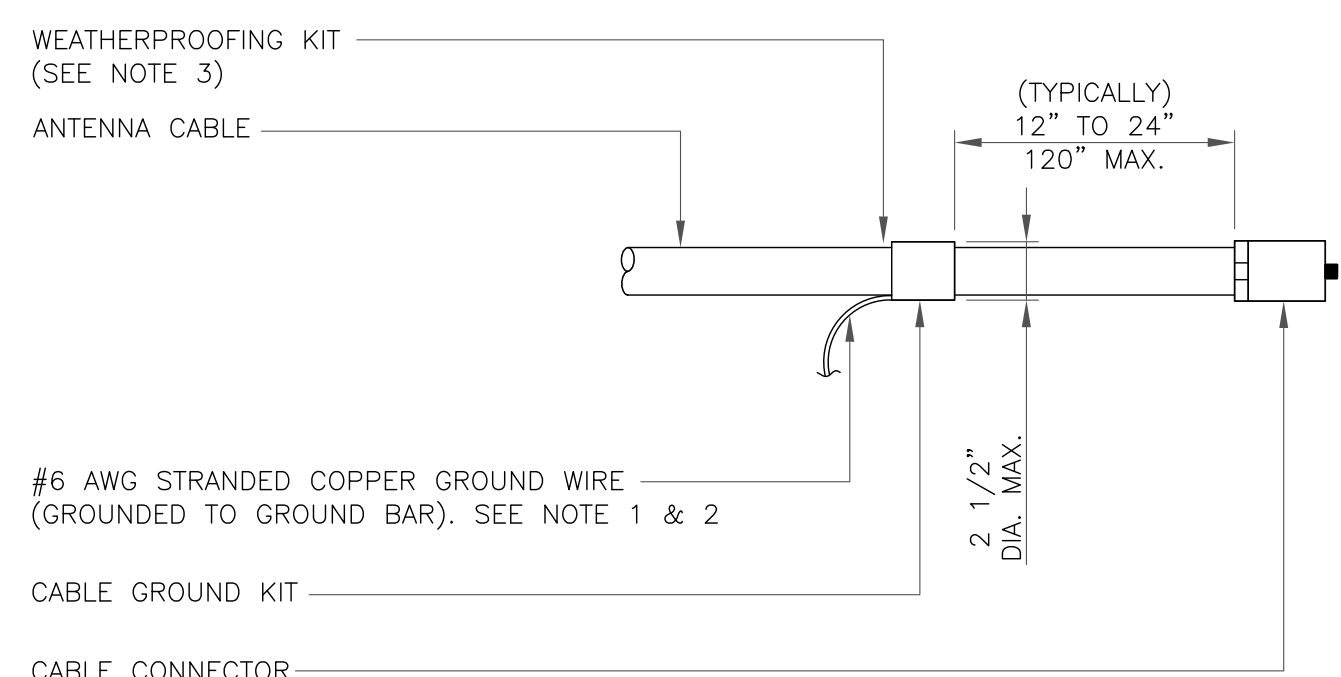 WEATHERPROOFING KIT
(SEE NOTE 3)
ANTENNA CABLE
(TYPICALLY)
12" TO 24"
120" MAX.
2 1/2"
DIA. MAX.
#6 AWG STRANDED COPPER GROUND WIRE
(GROUNDED TO GROUND BAR). SEE NOTE 1 & 2
CABLE GROUND KIT
CABLE CONNECTOR